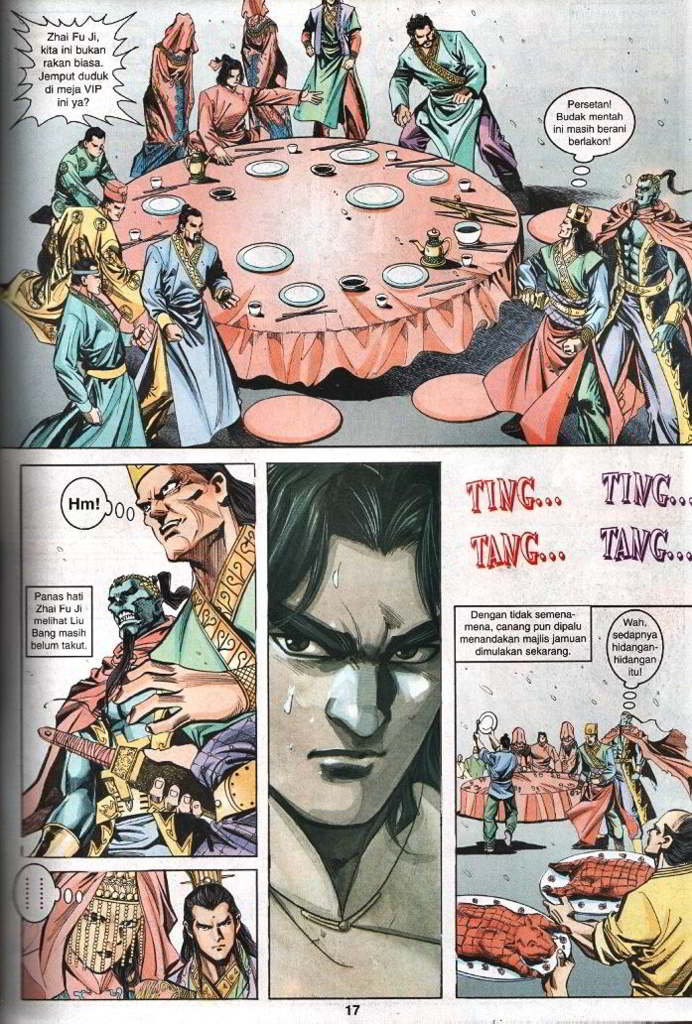 Zhai Fu Ji,
kita ini bukan
rakan biasa.
Jemput duduk
di meja VIP
ini ya?
Persetan!
Budak mentah
ini masih berani
berlakon!
Hm!
Panas hati
Zhai Fu Ji
melihat Liu
Bang masih
belum takut.
TING... TING...
TANG... TANG...
Dengan tidak semena-
mena, canang pun dipalu
menandakan majlis jamuan
dimulakan sekarang.
Wah,
sedapnya
hidangan-
hidangan
itu!
.......
17